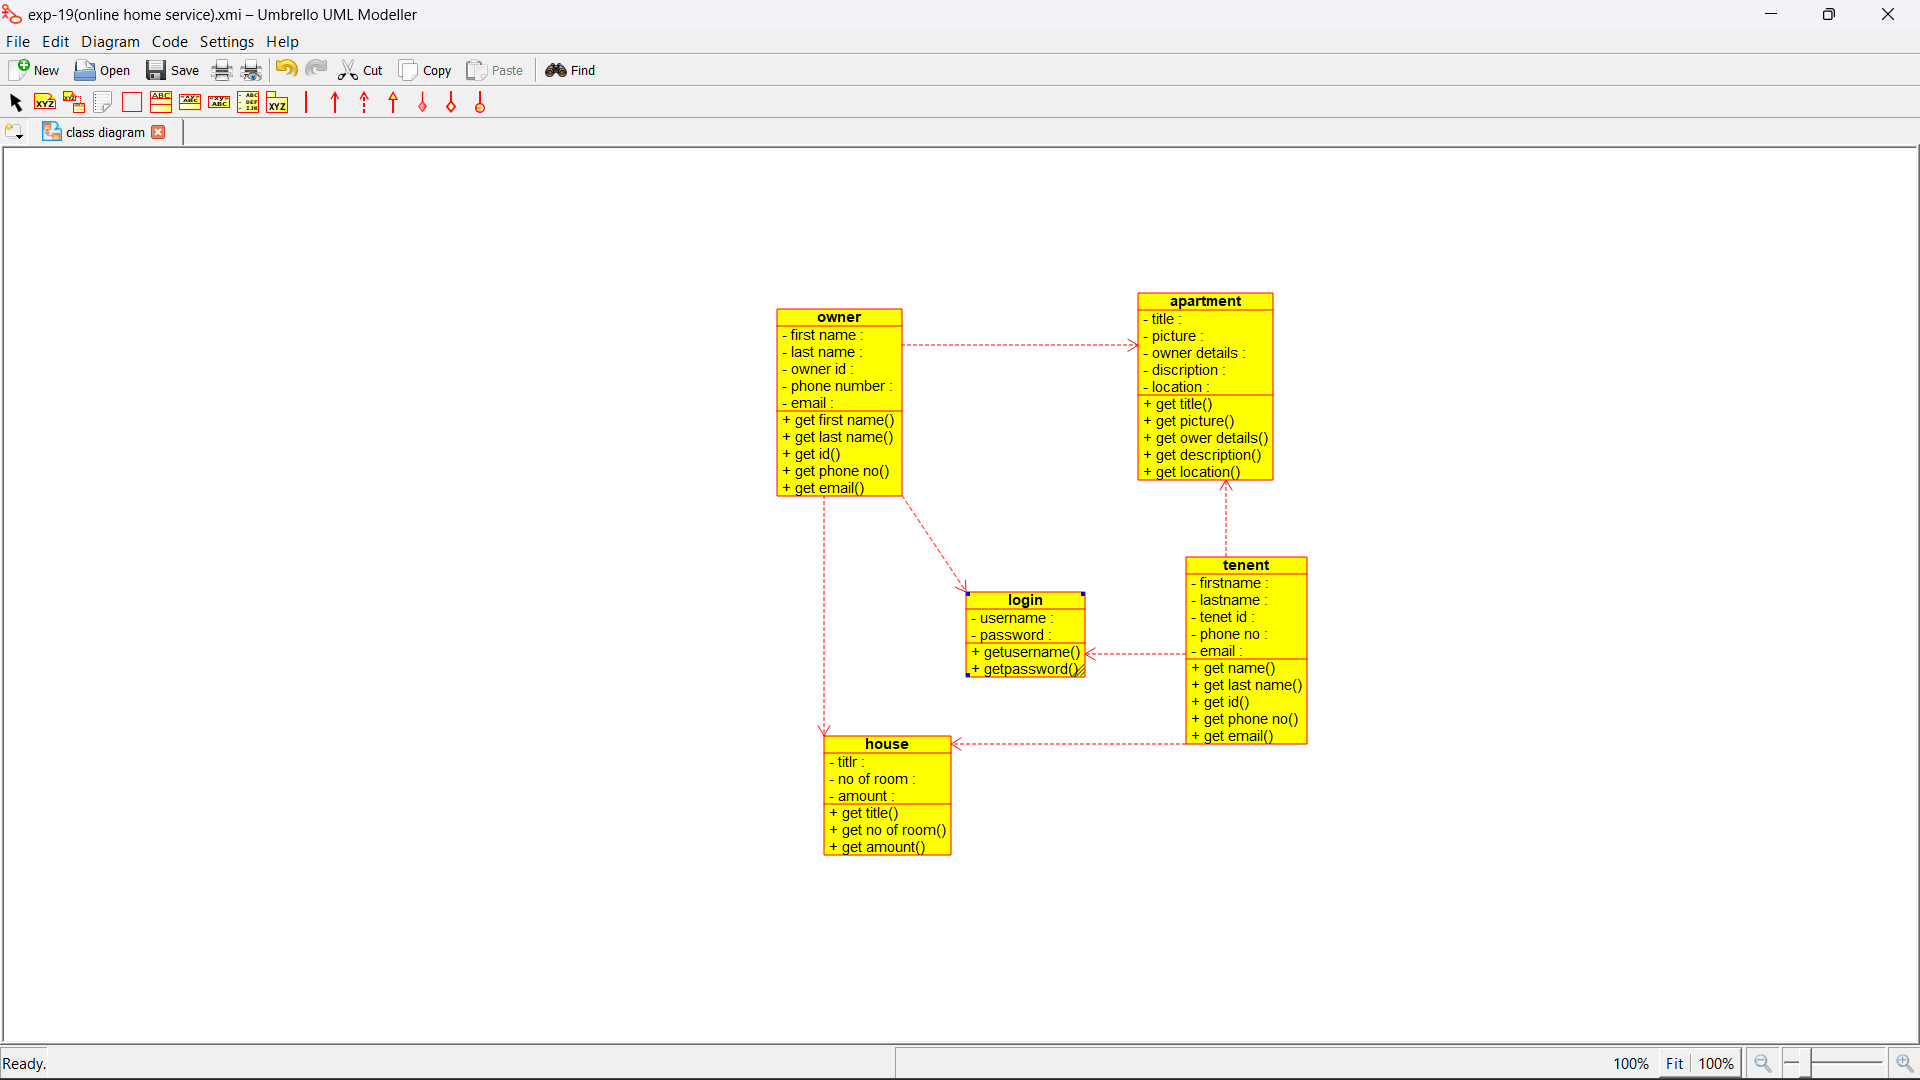 exp-19(online home service).xmi – Umbrello UML Modeller
File Edit Diagram Code Settings Help
New Open Save Cut Copy Paste Find
class diagram
owner
- first name :
- last name :
- owner id :
- phone number :
- email :
+ get first name()
+ get last name()
+ get id()
+ get phone no()
+ get email()
apartment
- title :
- picture :
- owner details :
- discription :
- location :
+ get title()
+ get picture()
+ get ower details()
+ get description()
+ get location()
login
- username :
- password :
+ getusername()
+ getpassword()
tenent
- firstname :
- lastname :
- tenet id :
- phone no :
- email :
+ get name()
+ get last name()
+ get id()
+ get phone no()
+ get email()
house
- titlr :
- no of room :
- amount :
+ get title()
+ get no of room()
+ get amount()
Ready. 100% Fit 100%